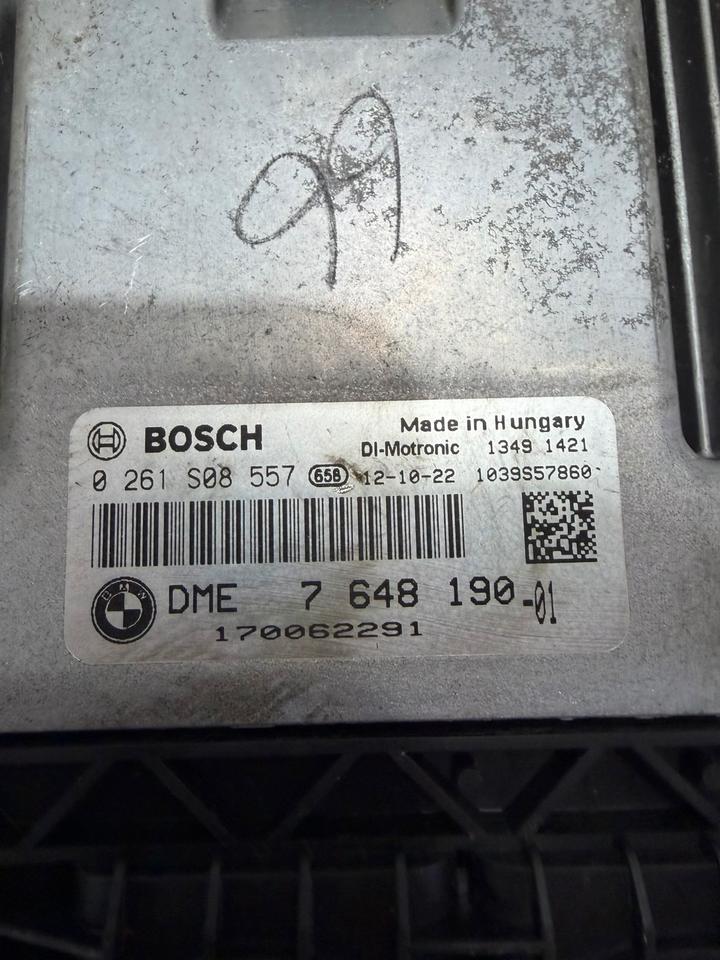 99
BOSCH
Made in Hungary
DI-Motronic 1349 1421
0 261 S08 557 658 12-10-22 1039S57860
BMW
DME 7 648 190-01
170062291